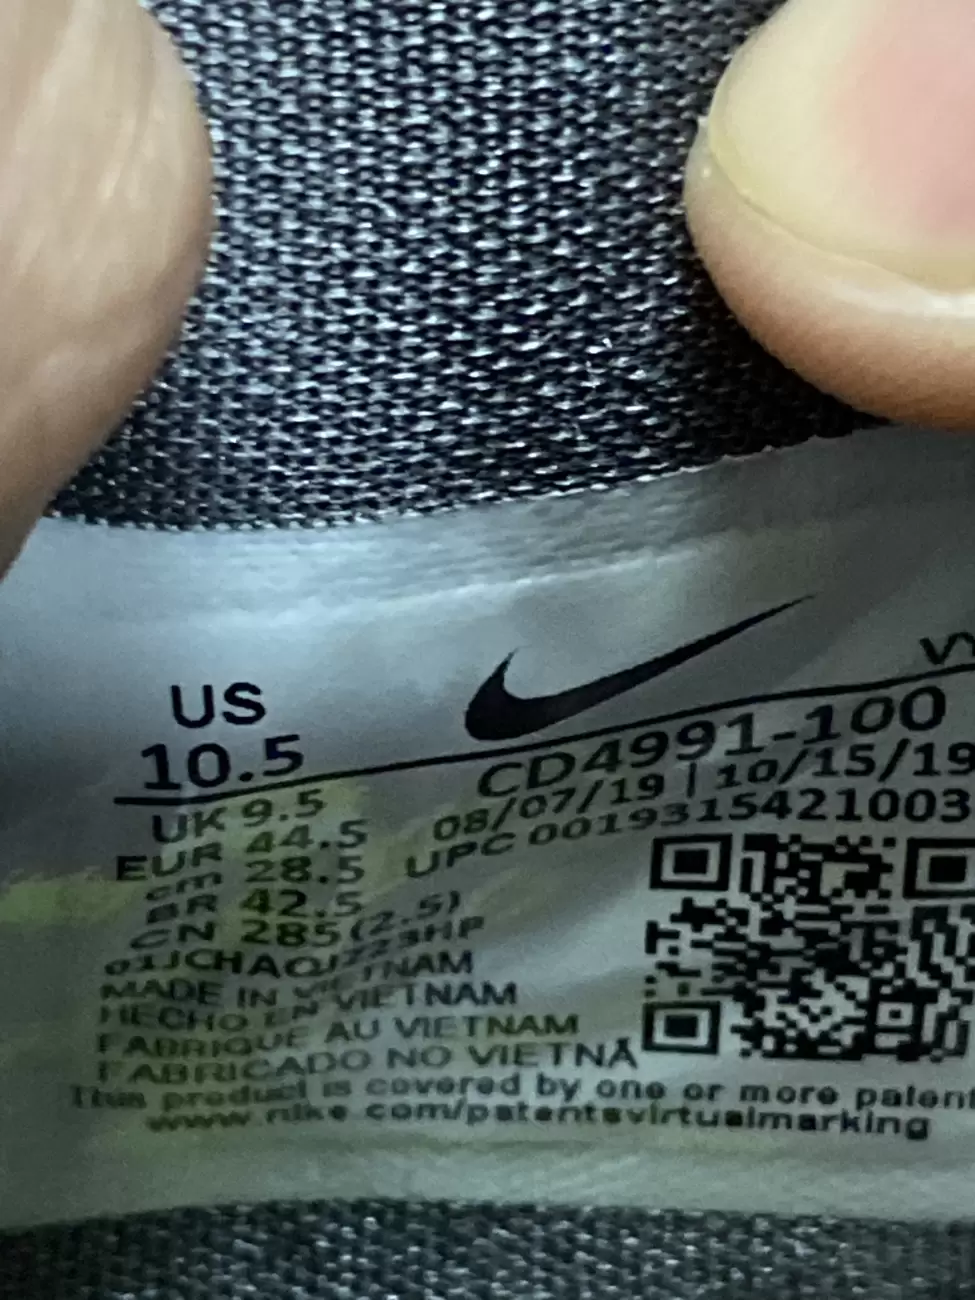 US
10.5
VY
CD4991-100
UK 9.5
08/07/19 | 10/15/19
EUR 44.5
UPC 0019315421003
cm 28.5
BR 42.5
CN 285(2.5)
MADE IN VIETNAM
HECHO EN VIETNAM
FABRIQUE AU VIETNAM
FABRICADO NO VIETNÃ
This product is covered by one or more patent
www.nike.com/patentsvirtualmarking